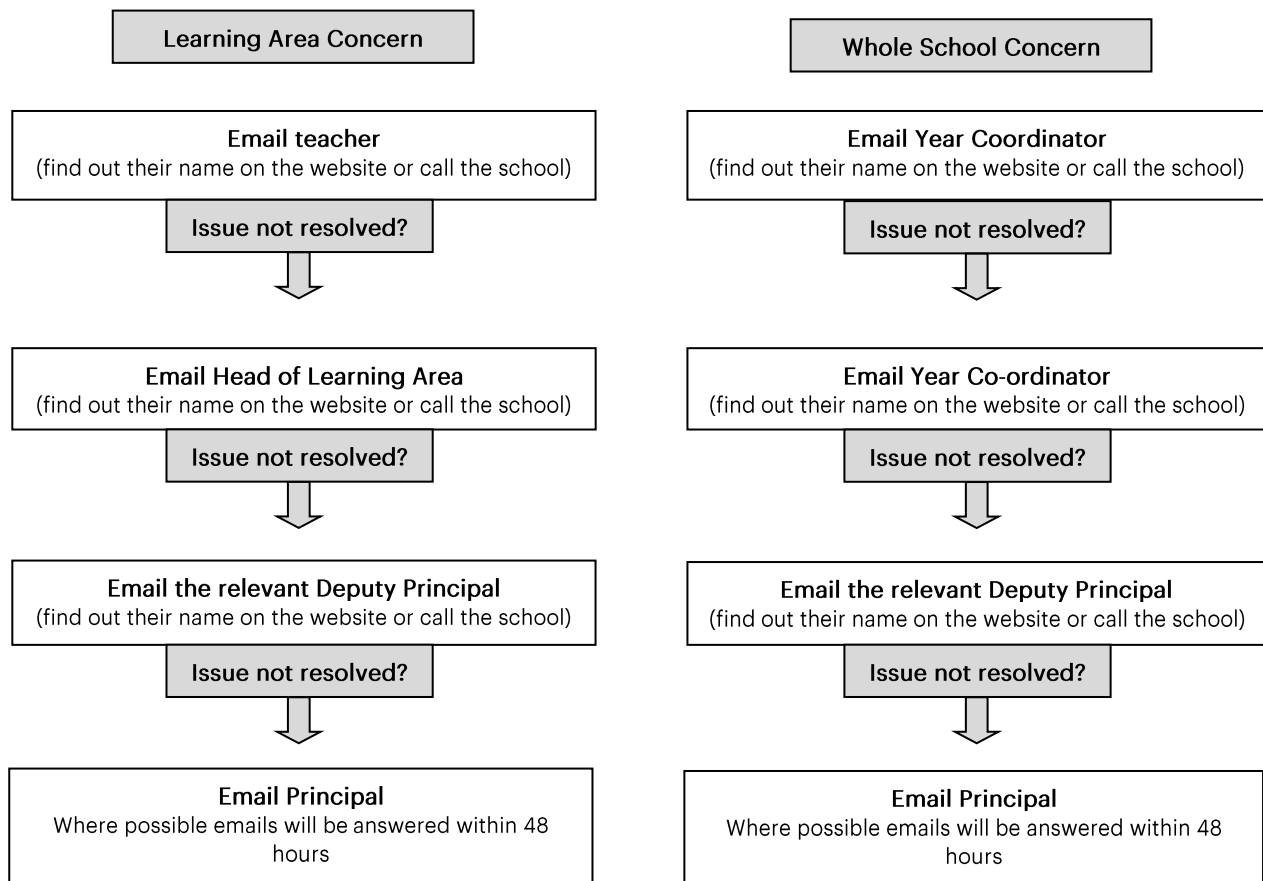 Learning Area Concern
Email teacher
(find out their name on the website or call the school)
Issue not resolved?
Email Head of Learning Area
(find out their name on the website or call the school)
Issue not resolved?
Email the relevant Deputy Principal
(find out their name on the website or call the school)
Issue not resolved?
Email Principal
Where possible emails will be answered within 48
hours
Whole School Concern
Email Year Coordinator
(find out their name on the website or call the school)
Issue not resolved?
Email Year Co-ordinator
(find out their name on the website or call the school)
Issue not resolved?
Email the relevant Deputy Principal
(find out their name on the website or call the school)
Issue not resolved?
Email Principal
Where possible emails will be answered within 48
hours